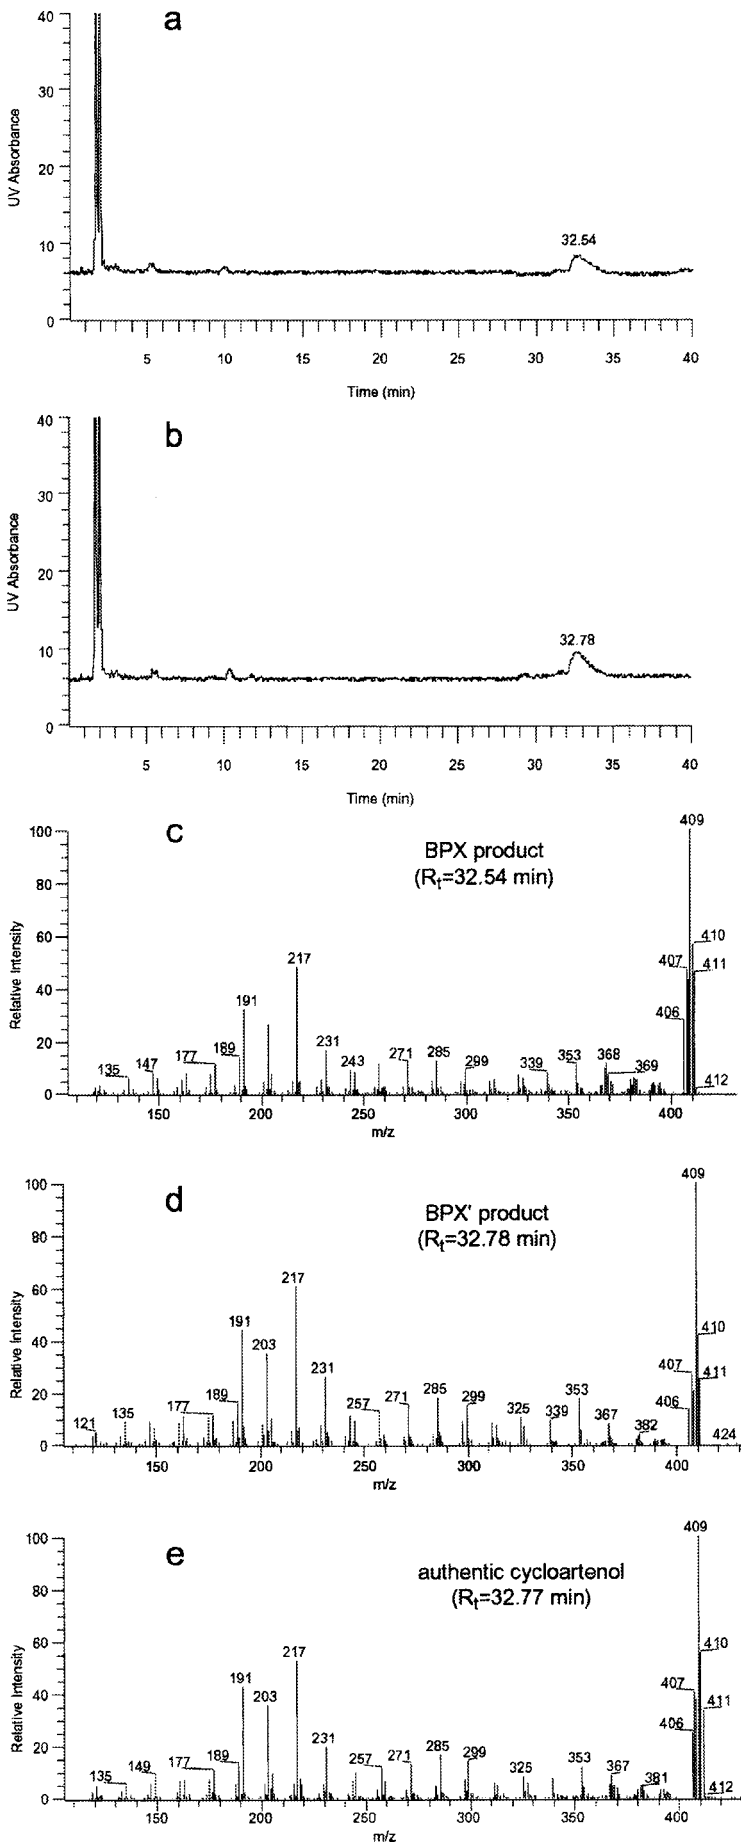 a
40
30
20
10
0
UV Absorbance
32.54
5 10 15 20 25 30 35 40
Time (min)
b
40
30
20
10
0
UV Absorbance
32.78
5 10 15 20 25 30 35 40
Time (min)
c
BPX product
(Rt=32.54 min)
100
80
60
40
20
0
Relative Intensity
135 147 177 189 191 217 231 243 271 285 299 339 353 368 369 406 407 409 410 411 412
150 200 250 300 350 400
m/z
d
BPX' product
(Rt=32.78 min)
100
80
60
40
20
0
Relative Intensity
121 135 177 189 191 203 217 231 257 271 285 299 325 339 353 367 382 406 407 409 410 411 424
150 200 250 300 350 400
m/z
e
authentic cycloartenol
(Rt=32.77 min)
100
80
60
40
20
0
Relative Intensity
135 149 177 189 191 203 217 231 257 271 285 299 325 353 367 381 406 407 409 410 411 412
150 200 250 300 350 400
m/z